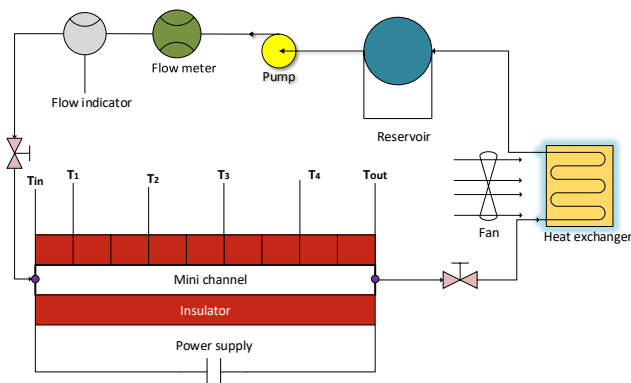 Flow indicator
Flow meter
Pump
Reservoir
Fan
Heat exchanger
Tin
T1
T2
T3
T4
Tout
Mini channel
Insulator
Power supply